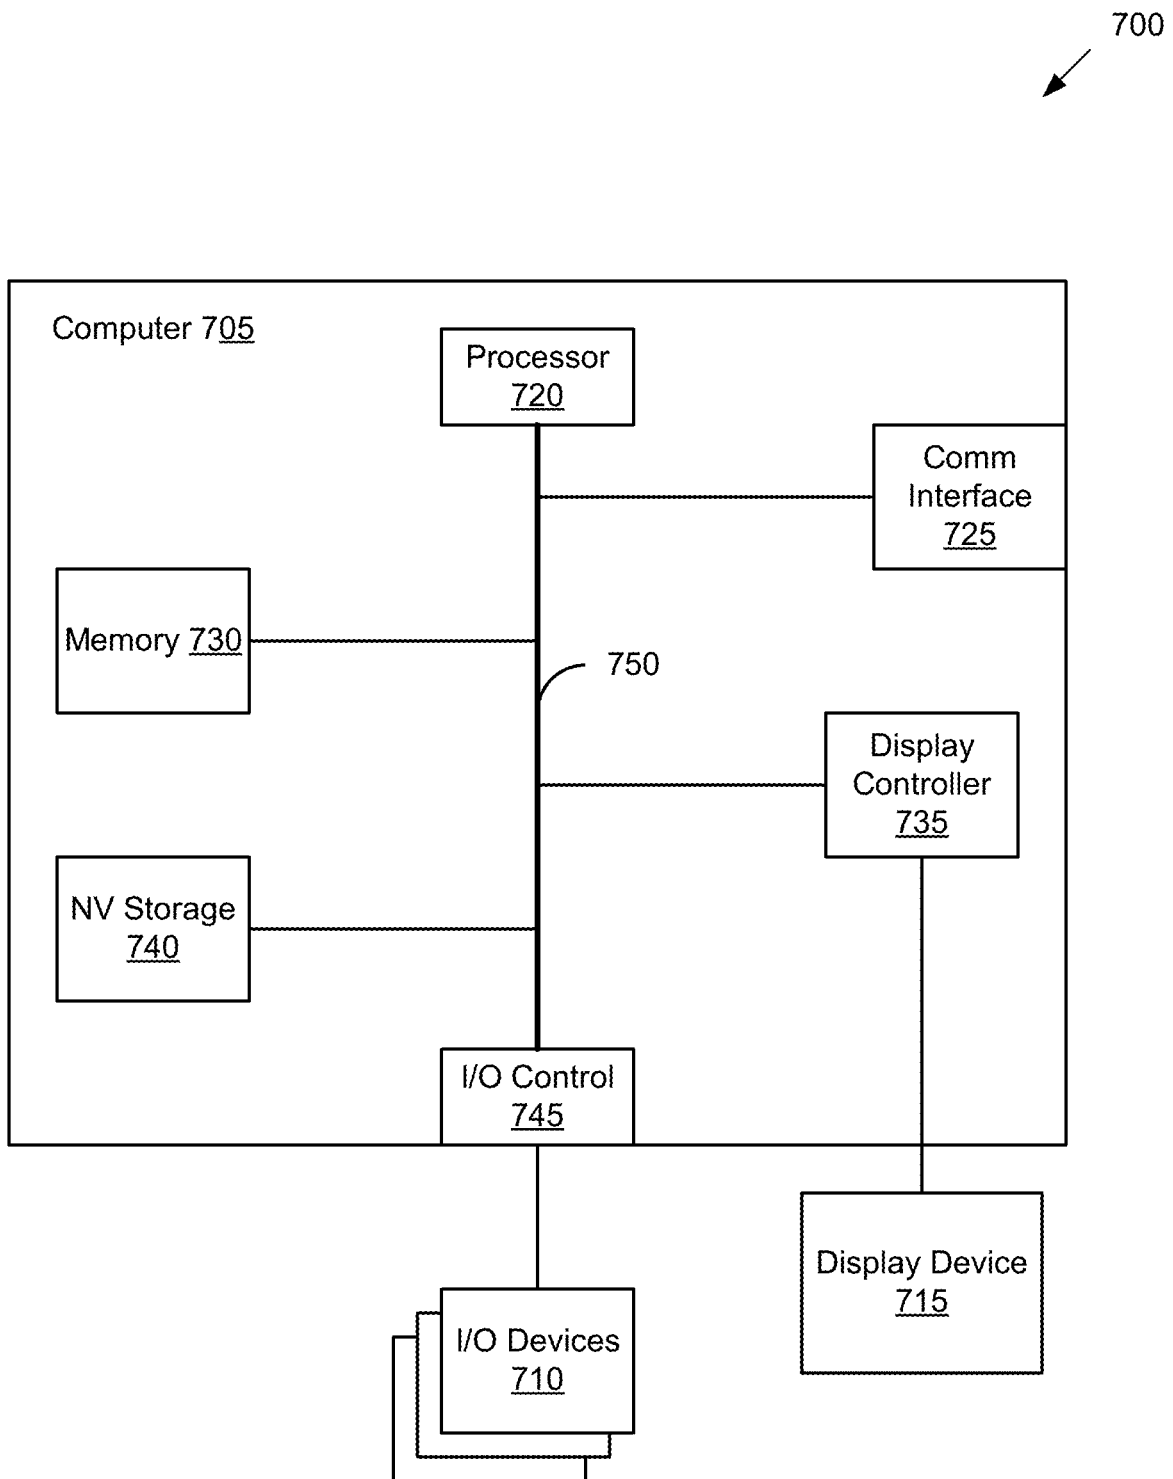 700
Computer 705
Processor
720
Comm
Interface
725
Memory 730
750
Display
Controller
735
NV Storage
740
I/O Control
745
Display Device
715
I/O Devices
710